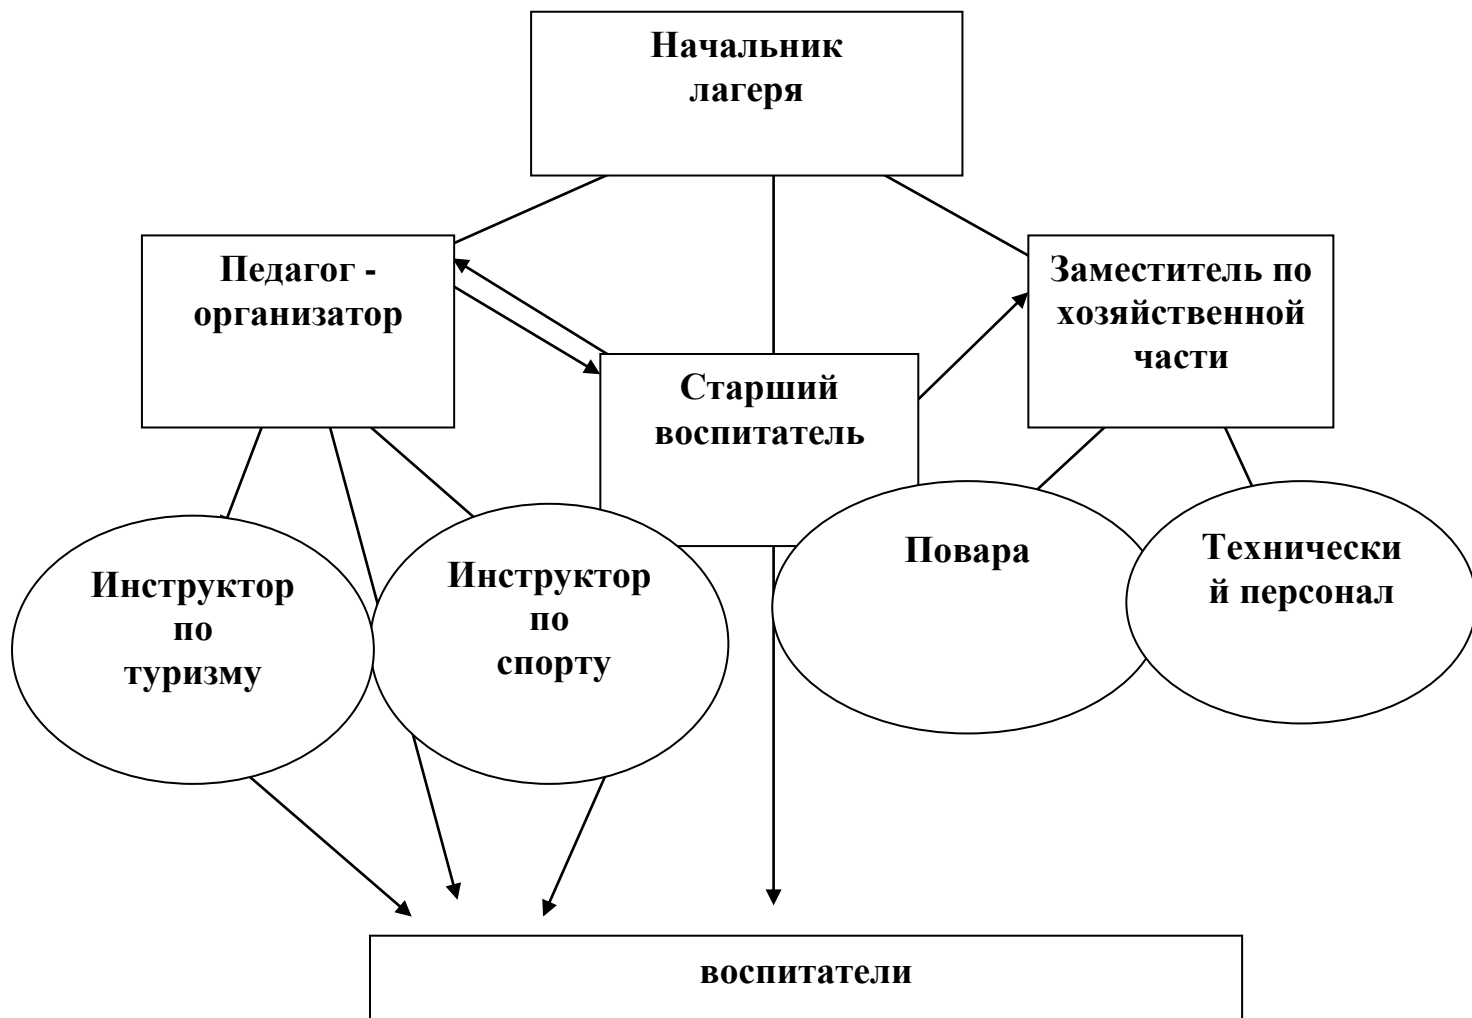 Начальник
лагеря
Педагог -
организатор
Заместитель по
хозяйственной
части
Старший
воспитатель
Инструктор
по
туризму
Инструктор
по
спорту
Повара
Технически
й персонал
воспитатели